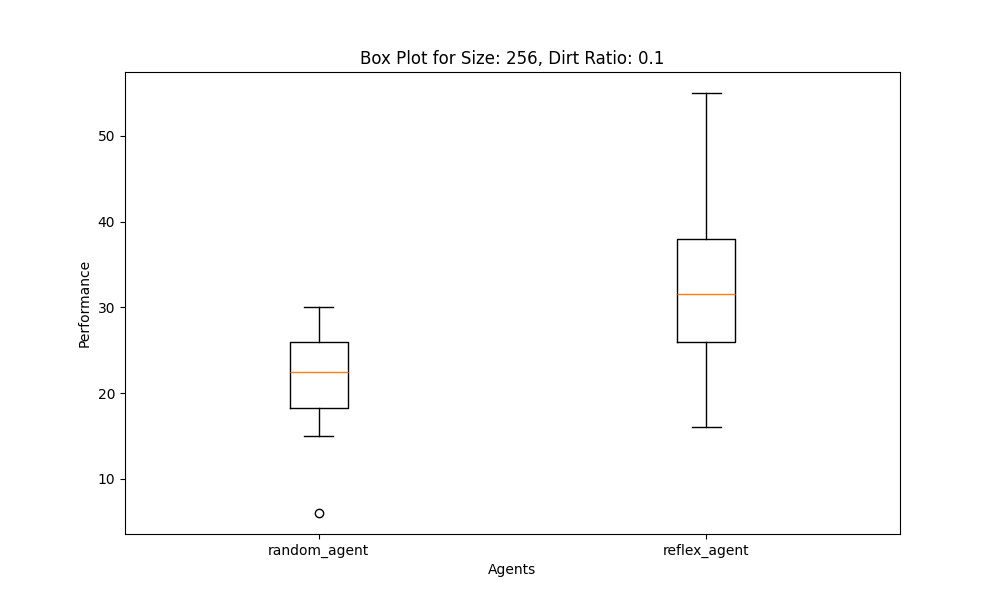 Box Plot for Size: 256, Dirt Ratio: 0.1
Performance
50
40
30
20
10
random_agent
reflex_agent
Agents